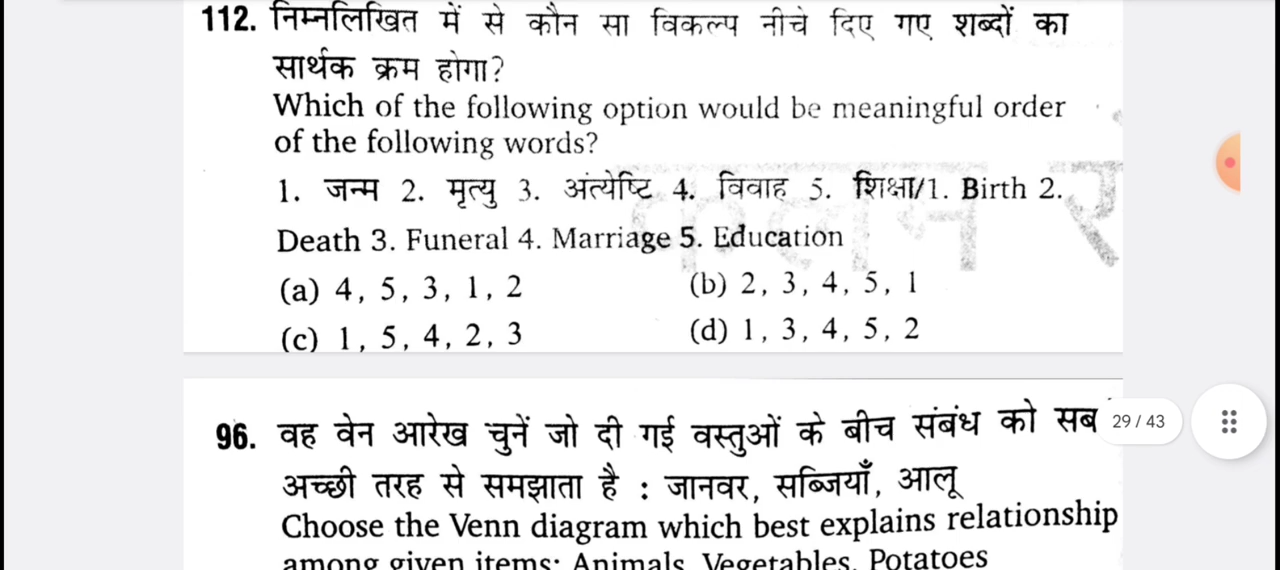 112. निम्नलिखित में से कौन सा विकल्प नीचे दिए गए शब्दों का
सार्थक क्रम होगा?
Which of the following option would be meaningful order
of the following words?
1. जन्म 2. मृत्यु 3. अंत्येष्टि 4. विवाह 5. शिक्षा/1. Birth 2.
Death 3. Funeral 4. Marriage 5. Education
(a) 4, 5, 3, 1, 2 (b) 2, 3, 4, 5, 1
(c) 1, 5, 4, 2, 3 (d) 1, 3, 4, 5, 2
96. वह वेन आरेख चुनें जो दी गई वस्तुओं के बीच संबंध को सब
29 / 43
अच्छी तरह से समझाता है : जानवर, सब्जियाँ, आलू
Choose the Venn diagram which best explains relationship
among given items: Animals, Vegetables, Potatoes